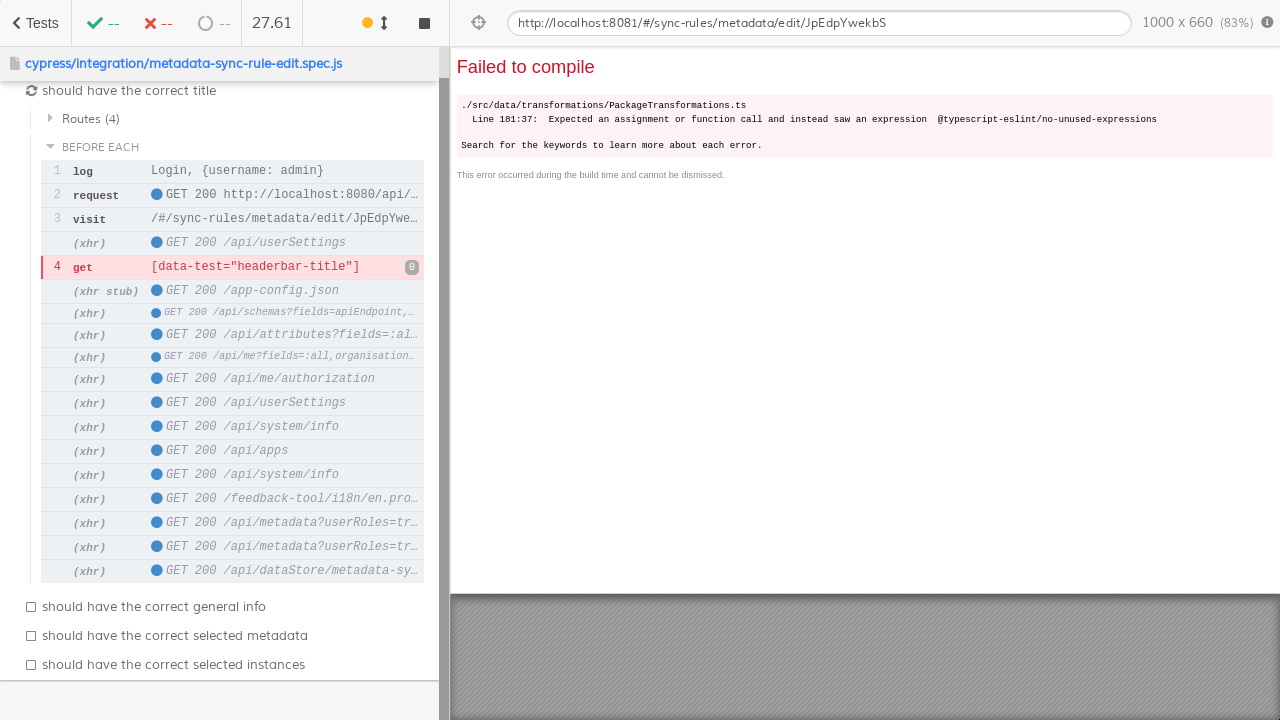 Tests
--
--
--
27.61
http://localhost:8081/#/sync-rules/metadata/edit/JpEdpYwekbS
1000 x 660 (83%)
cypress/integration/metadata-sync-rule-edit.spec.js
should have the correct title
Routes (4)
BEFORE EACH
1 log Login, {username: admin}
2 request GET 200 http://localhost:8080/api/…
3 visit /#/sync-rules/metadata/edit/JpEdpYwe…
(xhr) GET 200 /api/userSettings
4 get [data-test="headerbar-title"] 0
(xhr stub) GET 200 /app-config.json
(xhr) GET 200 /api/schemas?fields=apiEndpoint,…
(xhr) GET 200 /api/attributes?fields=:al…
(xhr) GET 200 /api/me?fields=:all,organisation…
(xhr) GET 200 /api/me/authorization
(xhr) GET 200 /api/userSettings
(xhr) GET 200 /api/system/info
(xhr) GET 200 /api/apps
(xhr) GET 200 /api/system/info
(xhr) GET 200 /feedback-tool/i18n/en.pro…
(xhr) GET 200 /api/metadata?userRoles=tr…
(xhr) GET 200 /api/metadata?userRoles=tr…
(xhr) GET 200 /api/dataStore/metadata-sy…
should have the correct general info
should have the correct selected metadata
should have the correct selected instances
Failed to compile
./src/data/transformations/PackageTransformations.ts
Line 181:37:  Expected an assignment or function call and instead saw an expression  @typescript-eslint/no-unused-expressions
Search for the keywords to learn more about each error.
This error occurred during the build time and cannot be dismissed.